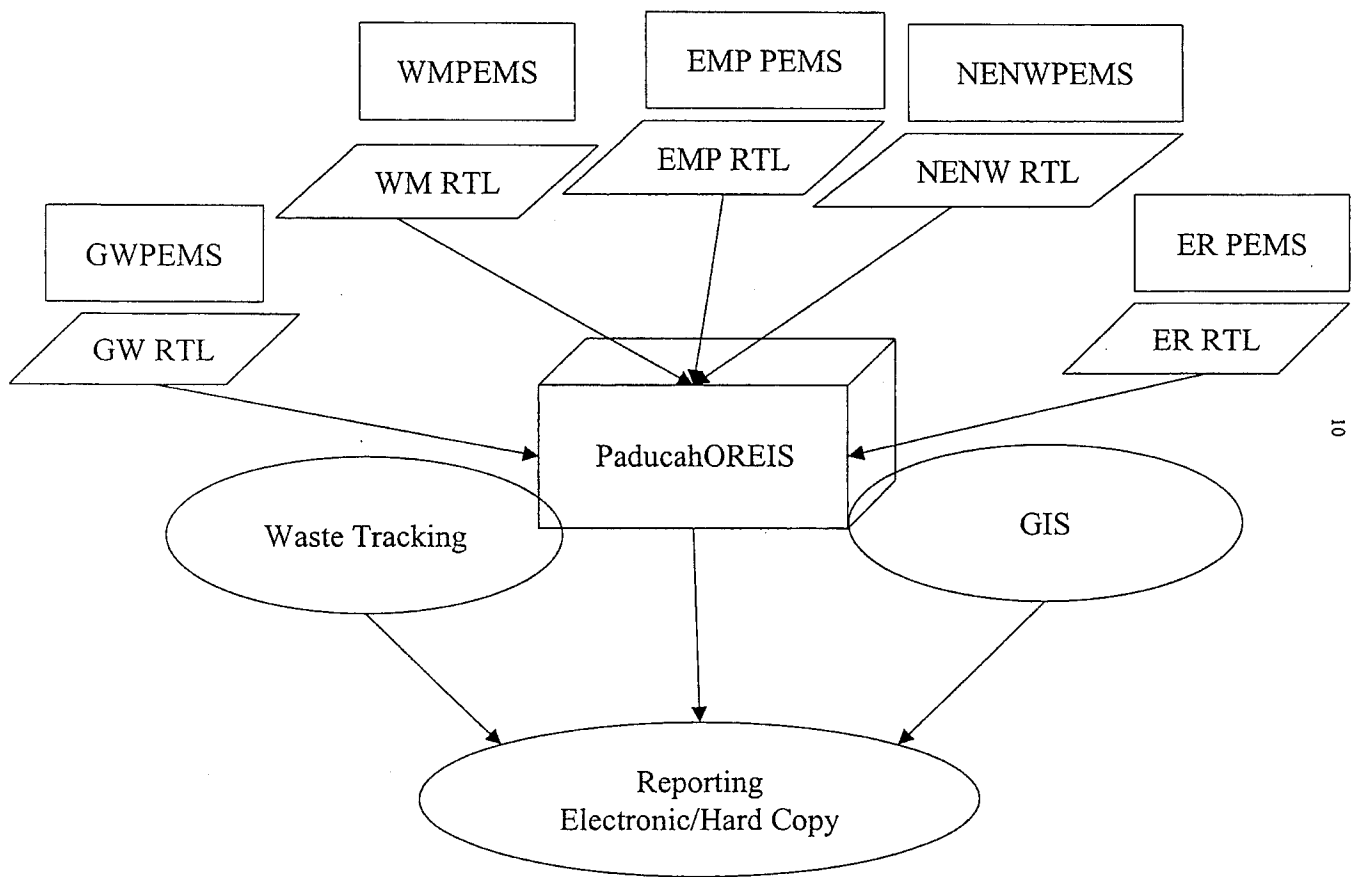 WMPEMS
EMP PEMS
NENWPEMS
WM RTL
EMP RTL
NENW RTL
GWPEMS
ER PEMS
GW RTL
ER RTL
10
PaducahOREIS
Waste Tracking
GIS
Reporting
Electronic/Hard Copy